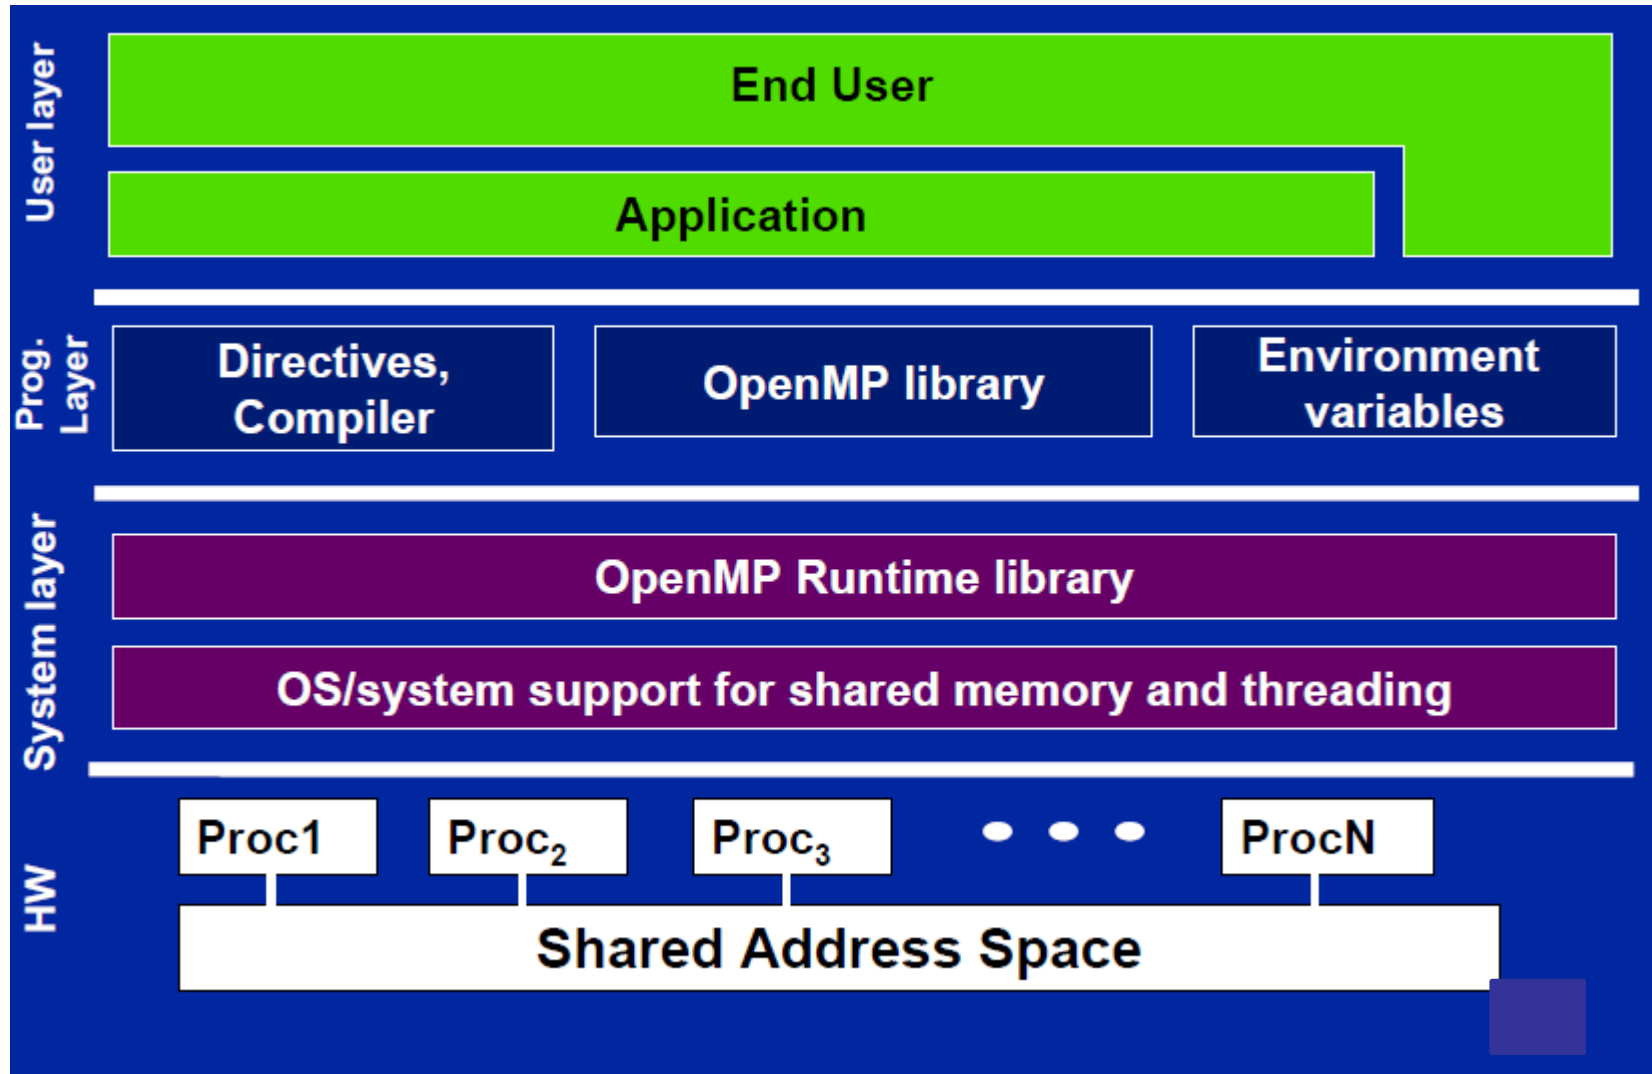 User layer
End User
Application
Prog.
Layer
Directives,
Compiler
OpenMP library
Environment
variables
System layer
OpenMP Runtime library
OS/system support for shared memory and threading
HW
Proc1
Proc₂
Proc₃
ProcN
Shared Address Space